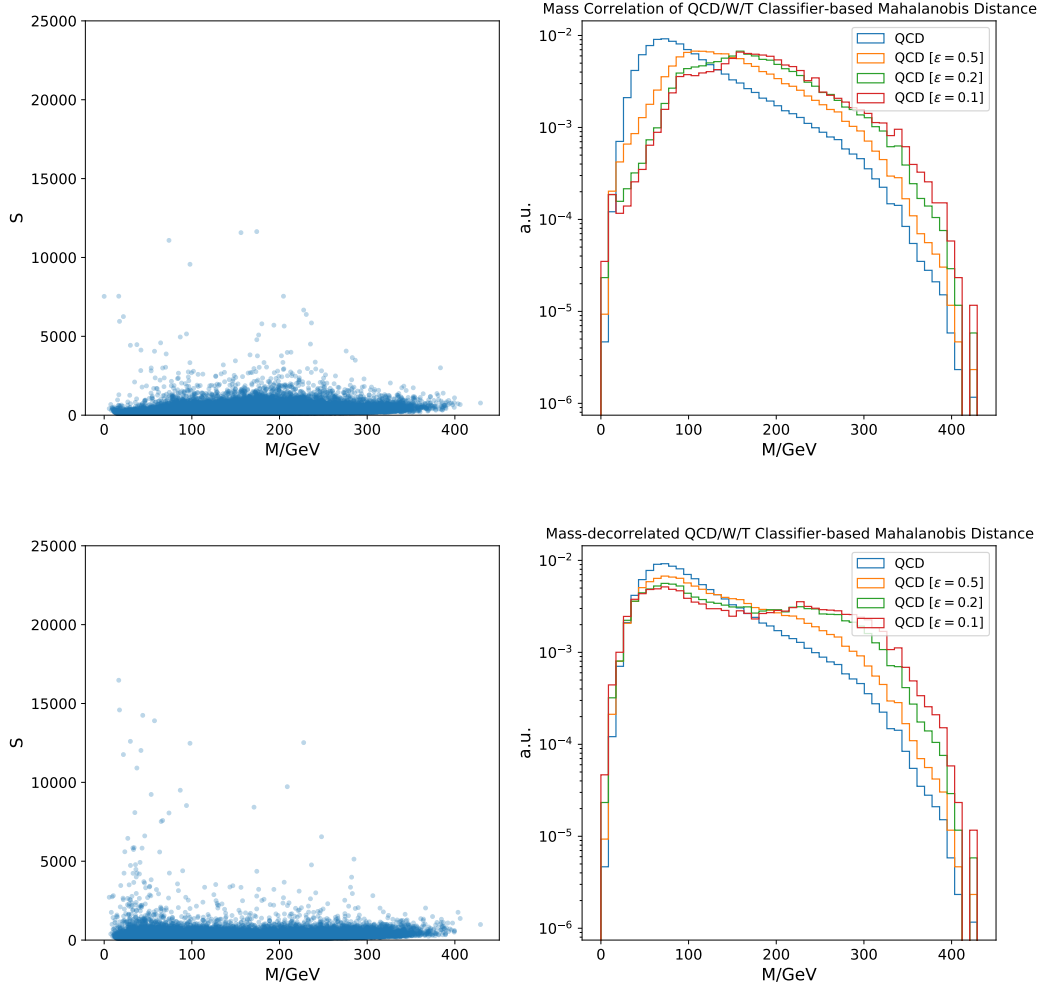 25000
20000
15000
10000
5000
0
S
0 100 200 300 400
M/GeV
Mass Correlation of QCD/W/T Classifier-based Mahalanobis Distance
10⁻²
10⁻³
10⁻⁴
10⁻⁵
10⁻⁶
a.u.
QCD
QCD [ε = 0.5]
QCD [ε = 0.2]
QCD [ε = 0.1]
0 100 200 300 400
M/GeV
25000
20000
15000
10000
5000
0
S
0 100 200 300 400
M/GeV
Mass-decorrelated QCD/W/T Classifier-based Mahalanobis Distance
10⁻²
10⁻³
10⁻⁴
10⁻⁵
10⁻⁶
a.u.
QCD
QCD [ε = 0.5]
QCD [ε = 0.2]
QCD [ε = 0.1]
0 100 200 300 400
M/GeV